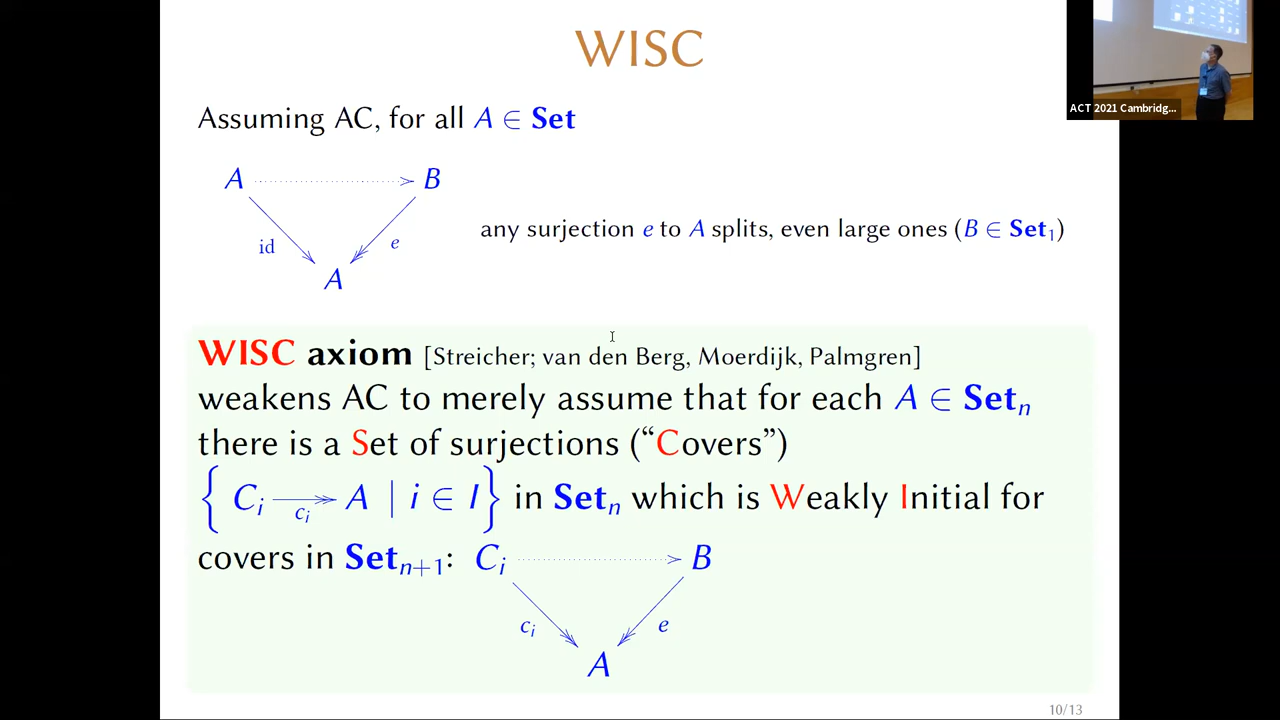 WISC
ACT 2021 Cambridg...
Assuming AC, for all A ∈ Set
A B
id e
A
any surjection e to A splits, even large ones (B ∈ Set₁)
WISC axiom [Streicher; van den Berg, Moerdijk, Palmgren]
weakens AC to merely assume that for each A ∈ Setₙ
there is a Set of surjections (“Covers”)
{ Cᵢ ↠ A | i ∈ I } in Setₙ which is Weakly Initial for
cᵢ
covers in Setₙ₊₁: Cᵢ B
cᵢ e
A
10/13